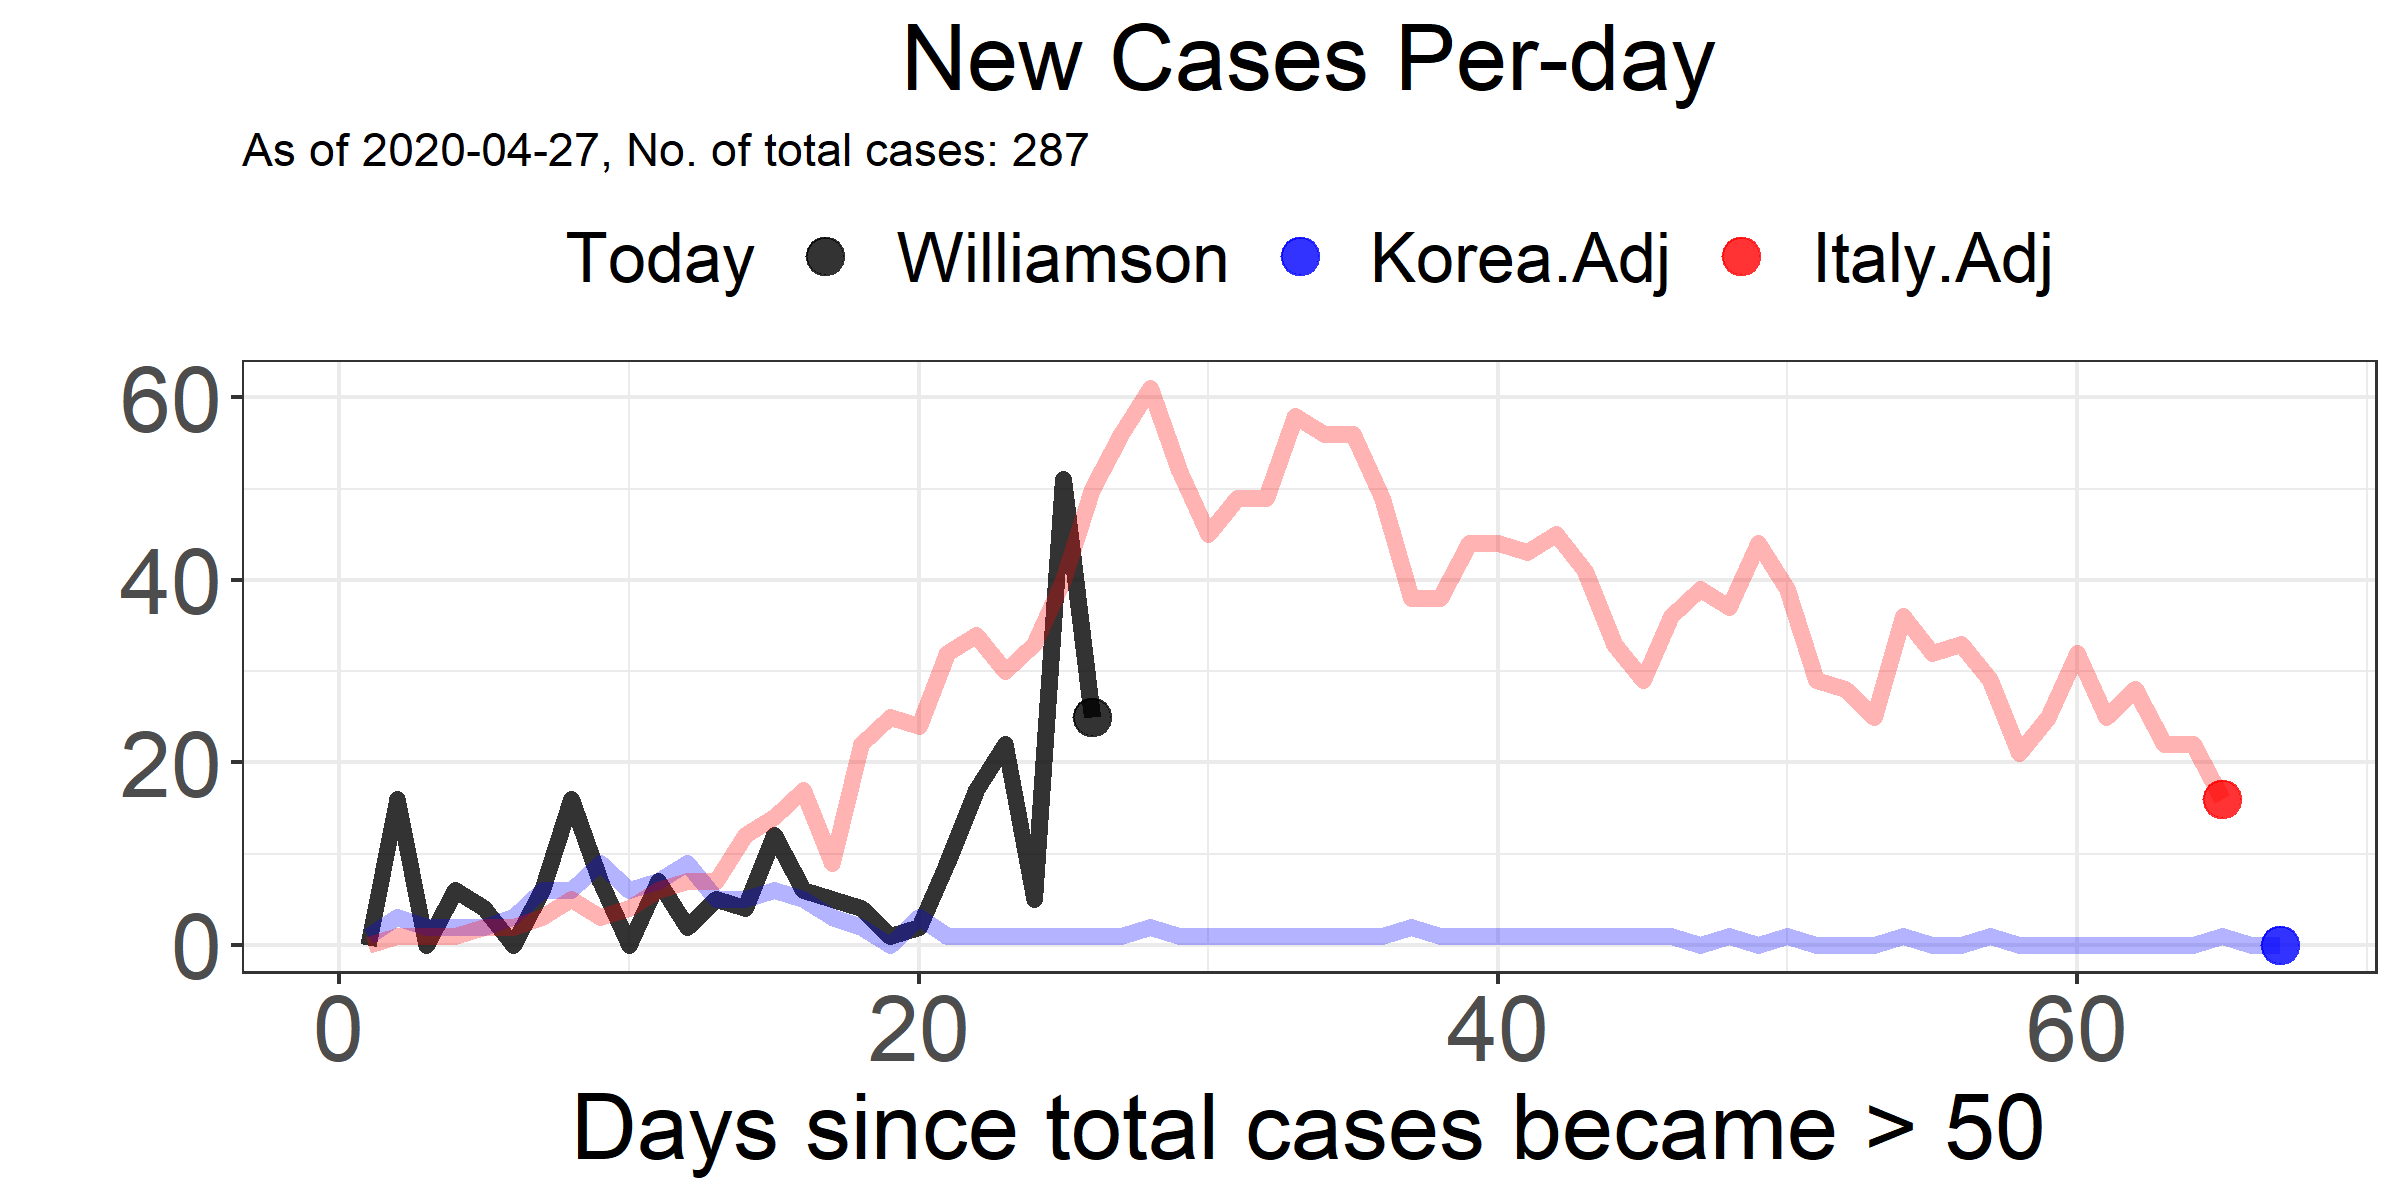 New Cases Per-day
As of 2020-04-27, No. of total cases: 287
Today Williamson Korea.Adj Italy.Adj
60
40
20
0
0 20 40 60
Days since total cases became > 50